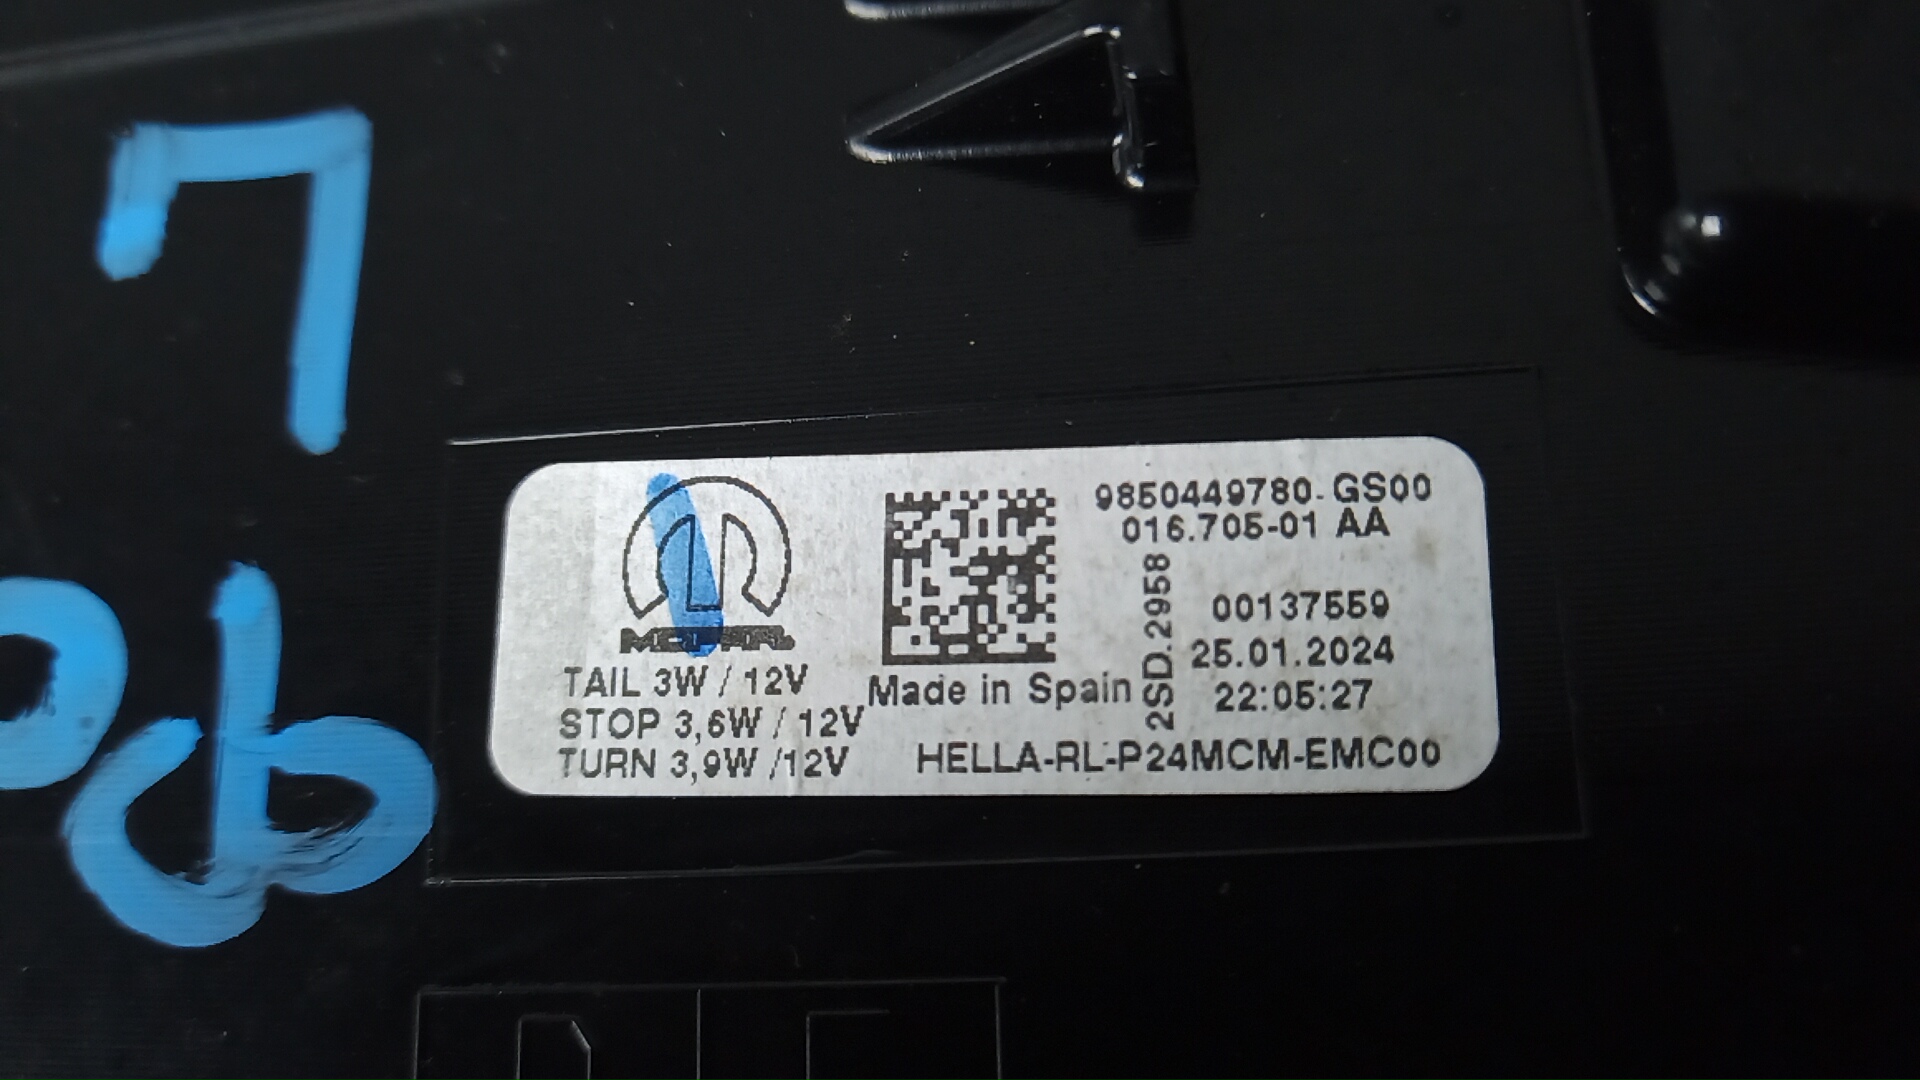 9850449780-GS00
016.705-01 AA
2SD.2958
00137559
25.01.2024
22:05:27
Made in Spain
TAIL 3W / 12V
STOP 3,6W / 12V
TURN 3,9W /12V
HELLA-RL-P24MCM-EMC00